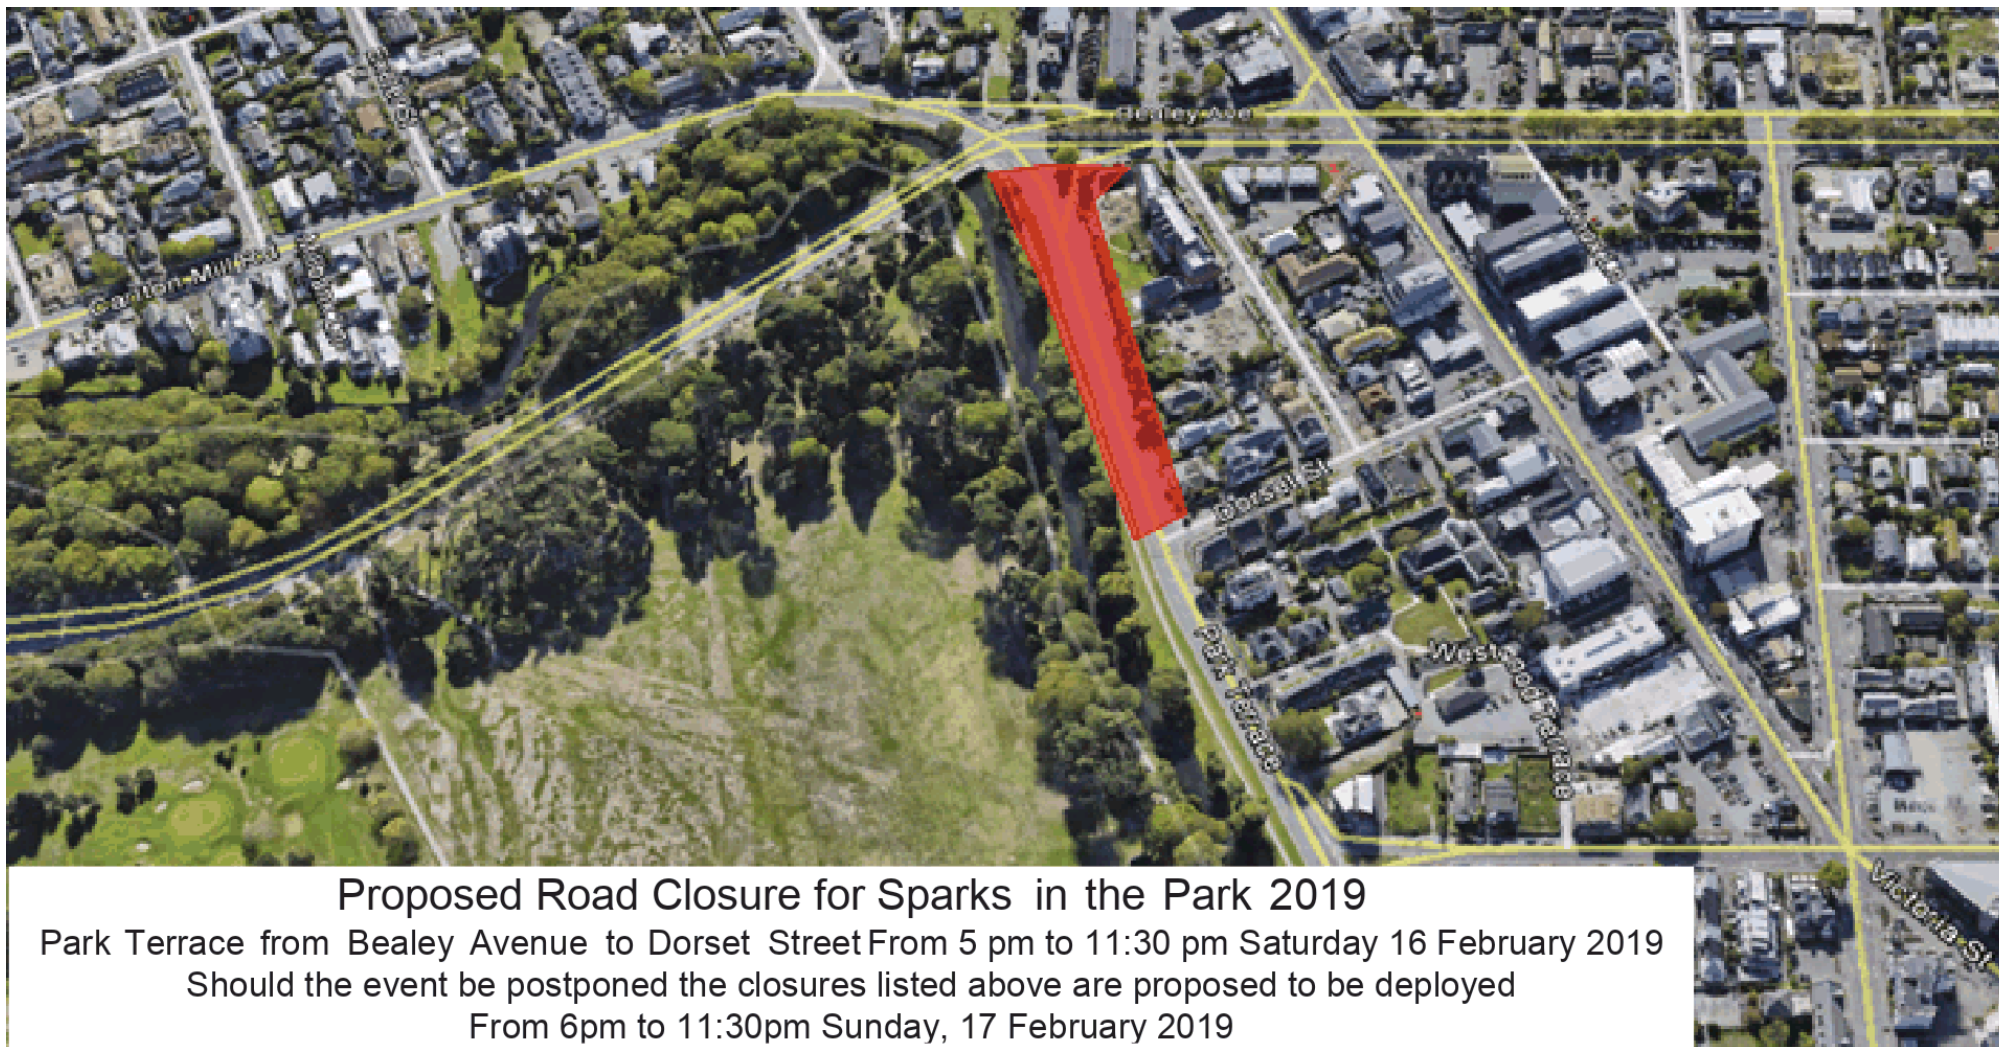 Bealey Ave
Carlton Mill Rd
Dorset St
Park Terrace
Westwood Terrace
Victoria St
Proposed Road Closure for Sparks in the Park 2019
Park Terrace from Bealey Avenue to Dorset Street From 5 pm to 11:30 pm Saturday 16 February 2019
Should the event be postponed the closures listed above are proposed to be deployed
From 6pm to 11:30pm Sunday, 17 February 2019